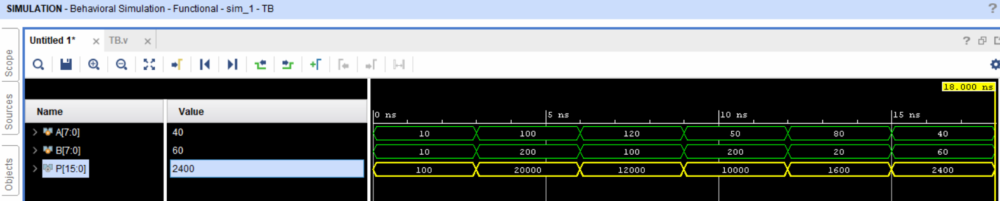 SIMULATION - Behavioral Simulation - Functional - sim_1 - TB ?
Untitled 1* × TB.v × ?
Scope
Sources
Objects
18.000 ns
Name Value 0 ns 5 ns 10 ns 15 ns
A[7:0] 40 10 100 120 50 80 40
B[7:0] 60 10 200 100 200 20 60
P[15:0] 2400 100 20000 12000 10000 1600 2400